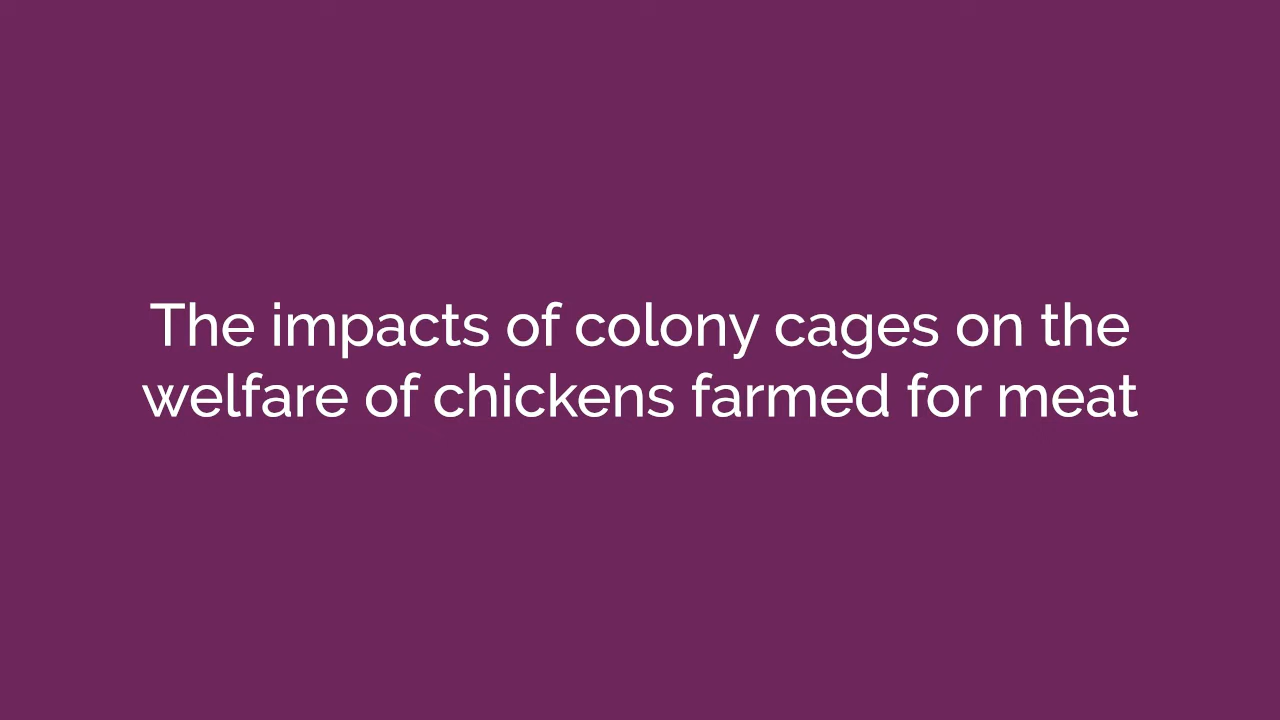 The impacts of colony cages on the
welfare of chickens farmed for meat